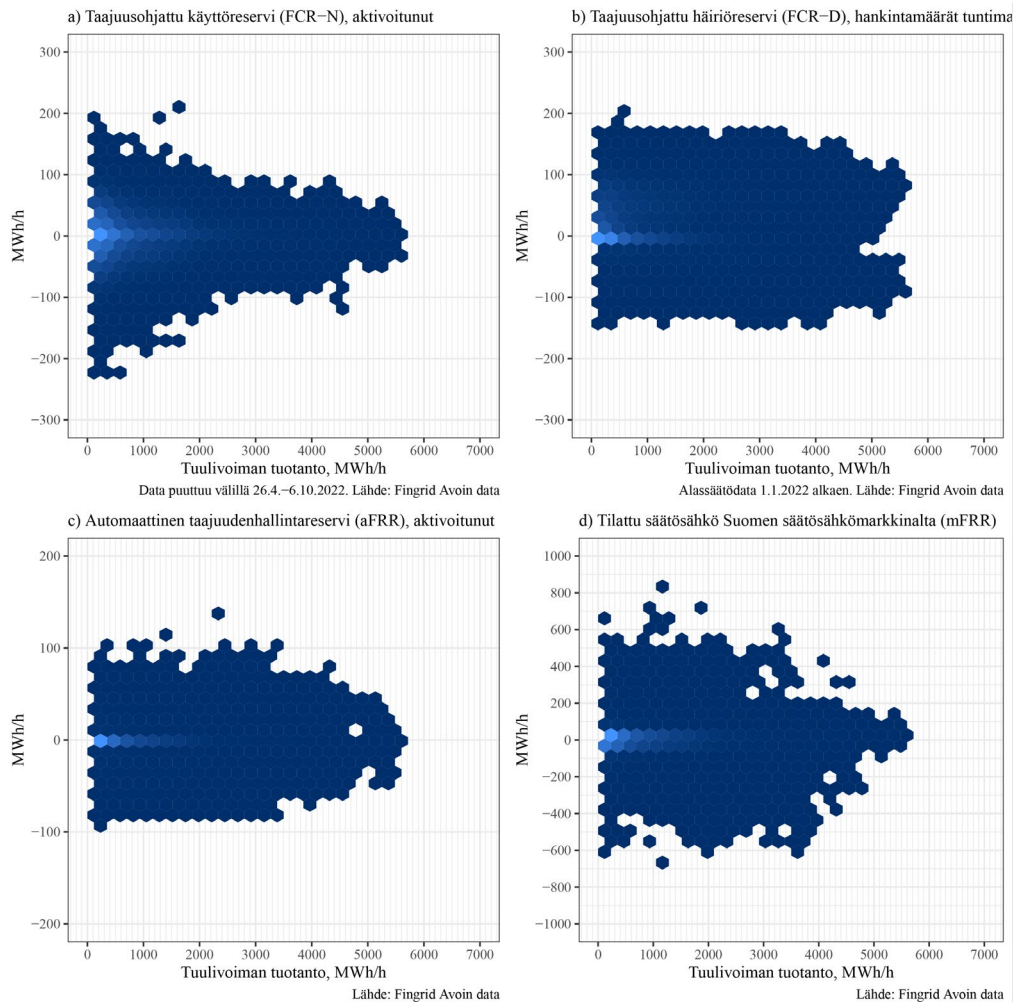 a) Taajuusohjattu käyttöreservi (FCR−N), aktivoitunut
300
200
100
0
−100
−200
−300
MWh/h
0 1000 2000 3000 4000 5000 6000 7000
Tuulivoiman tuotanto, MWh/h
Data puuttuu välillä 26.4.−6.10.2022. Lähde: Fingrid Avoin data
b) Taajuusohjattu häiriöreservi (FCR−D), hankintamäärät tuntima
300
200
100
0
−100
−200
−300
MWh/h
0 1000 2000 3000 4000 5000 6000 7000
Tuulivoiman tuotanto, MWh/h
Alassäätödata 1.1.2022 alkaen. Lähde: Fingrid Avoin data
c) Automaattinen taajuudenhallintareservi (aFRR), aktivoitunut
200
100
0
−100
−200
MWh/h
0 1000 2000 3000 4000 5000 6000 7000
Tuulivoiman tuotanto, MWh/h
Lähde: Fingrid Avoin data
d) Tilattu säätösähkö Suomen säätösähkömarkkinalta (mFRR)
1000
800
600
400
200
0
−200
−400
−600
−800
−1000
MWh/h
0 1000 2000 3000 4000 5000 6000 7000
Tuulivoiman tuotanto, MWh/h
Lähde: Fingrid Avoin data